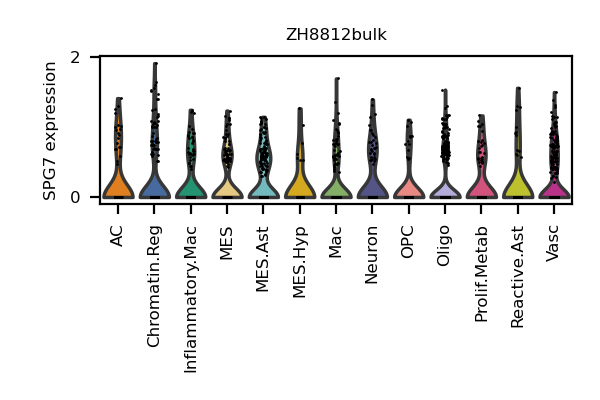 ZH8812bulk
SPG7 expression
2
0
AC
Chromatin.Reg
Inflammatory.Mac
MES
MES.Ast
MES.Hyp
Mac
Neuron
OPC
Oligo
Prolif.Metab
Reactive.Ast
Vasc